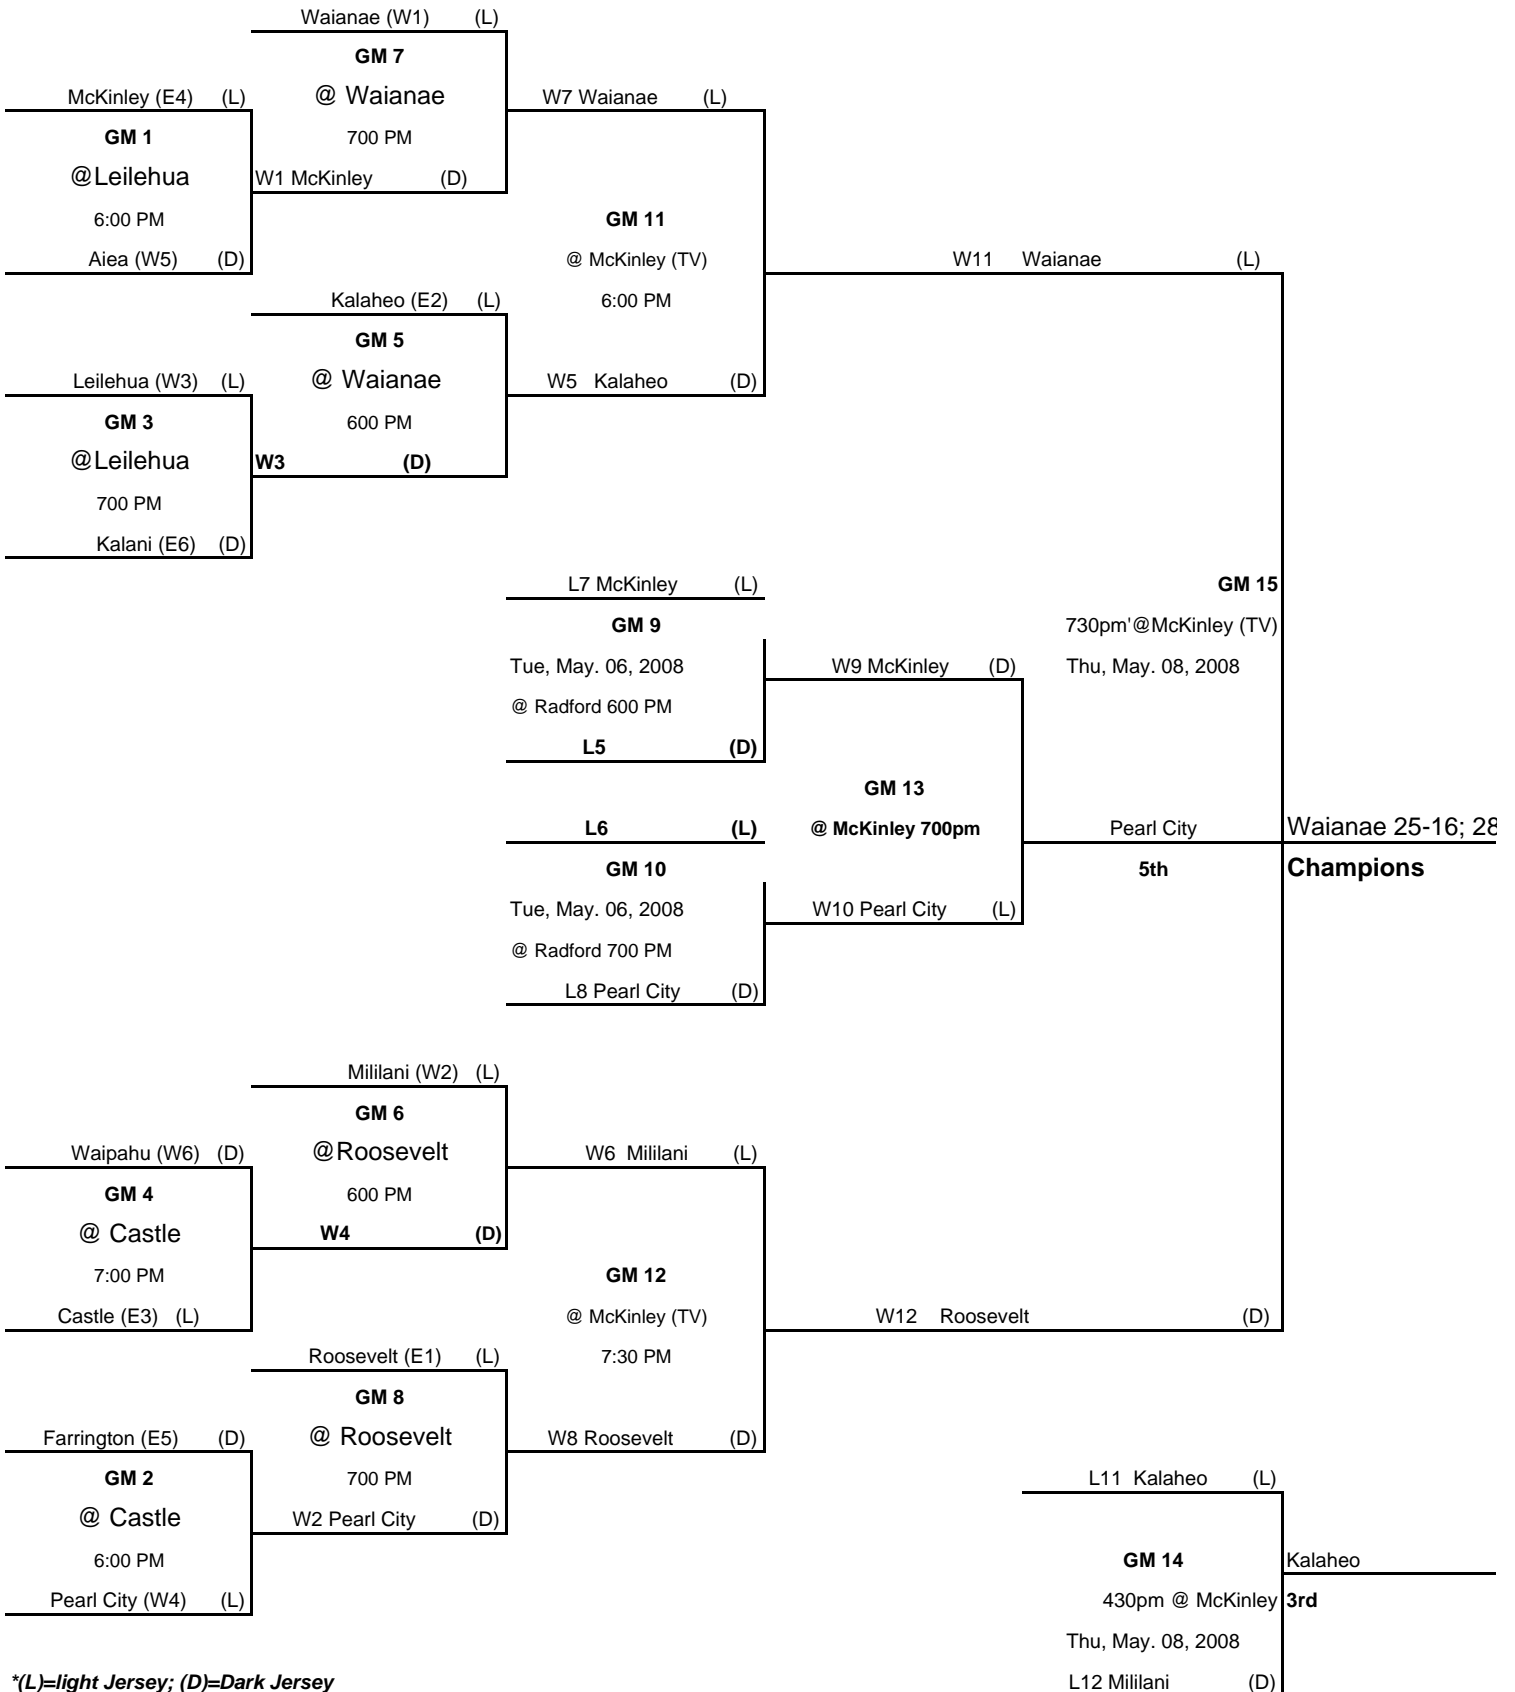 Waianae (W1) (L)
GM 7
McKinley (E4) (L) @ Waianae W7 Waianae (L)
GM 1 700 PM
@Leilehua W1 McKinley (D)
6:00 PM GM 11
Aiea (W5) (D) @ McKinley (TV) W11 Waianae (L)
Kalaheo (E2) (L) 6:00 PM
GM 5
Leilehua (W3) (L) @ Waianae W5 Kalaheo (D)
GM 3 600 PM
@Leilehua W3 (D)
700 PM
Kalani (E6) (D)
L7 McKinley (L) GM 15
GM 9 730pm'@McKinley (TV)
Tue, May. 06, 2008 W9 McKinley (D) Thu, May. 08, 2008
@ Radford 600 PM
L5 (D)
GM 13
L6 (L) @ McKinley 700pm Pearl City Waianae 25-16; 28
GM 10 5th Champions
Tue, May. 06, 2008 W10 Pearl City (L)
@ Radford 700 PM
L8 Pearl City (D)
Mililani (W2) (L)
GM 6
Waipahu (W6) (D) @Roosevelt W6 Mililani (L)
GM 4 600 PM
@ Castle W4 (D)
7:00 PM GM 12
Castle (E3) (L) @ McKinley (TV) W12 Roosevelt (D)
Roosevelt (E1) (L) 7:30 PM
GM 8
Farrington (E5) (D) @ Roosevelt W8 Roosevelt (D)
GM 2 700 PM L11 Kalaheo (L)
@ Castle W2 Pearl City (D)
6:00 PM GM 14 Kalaheo
Pearl City (W4) (L) 430pm @ McKinley 3rd
Thu, May. 08, 2008
*(L)=light Jersey; (D)=Dark Jersey L12 Mililani (D)